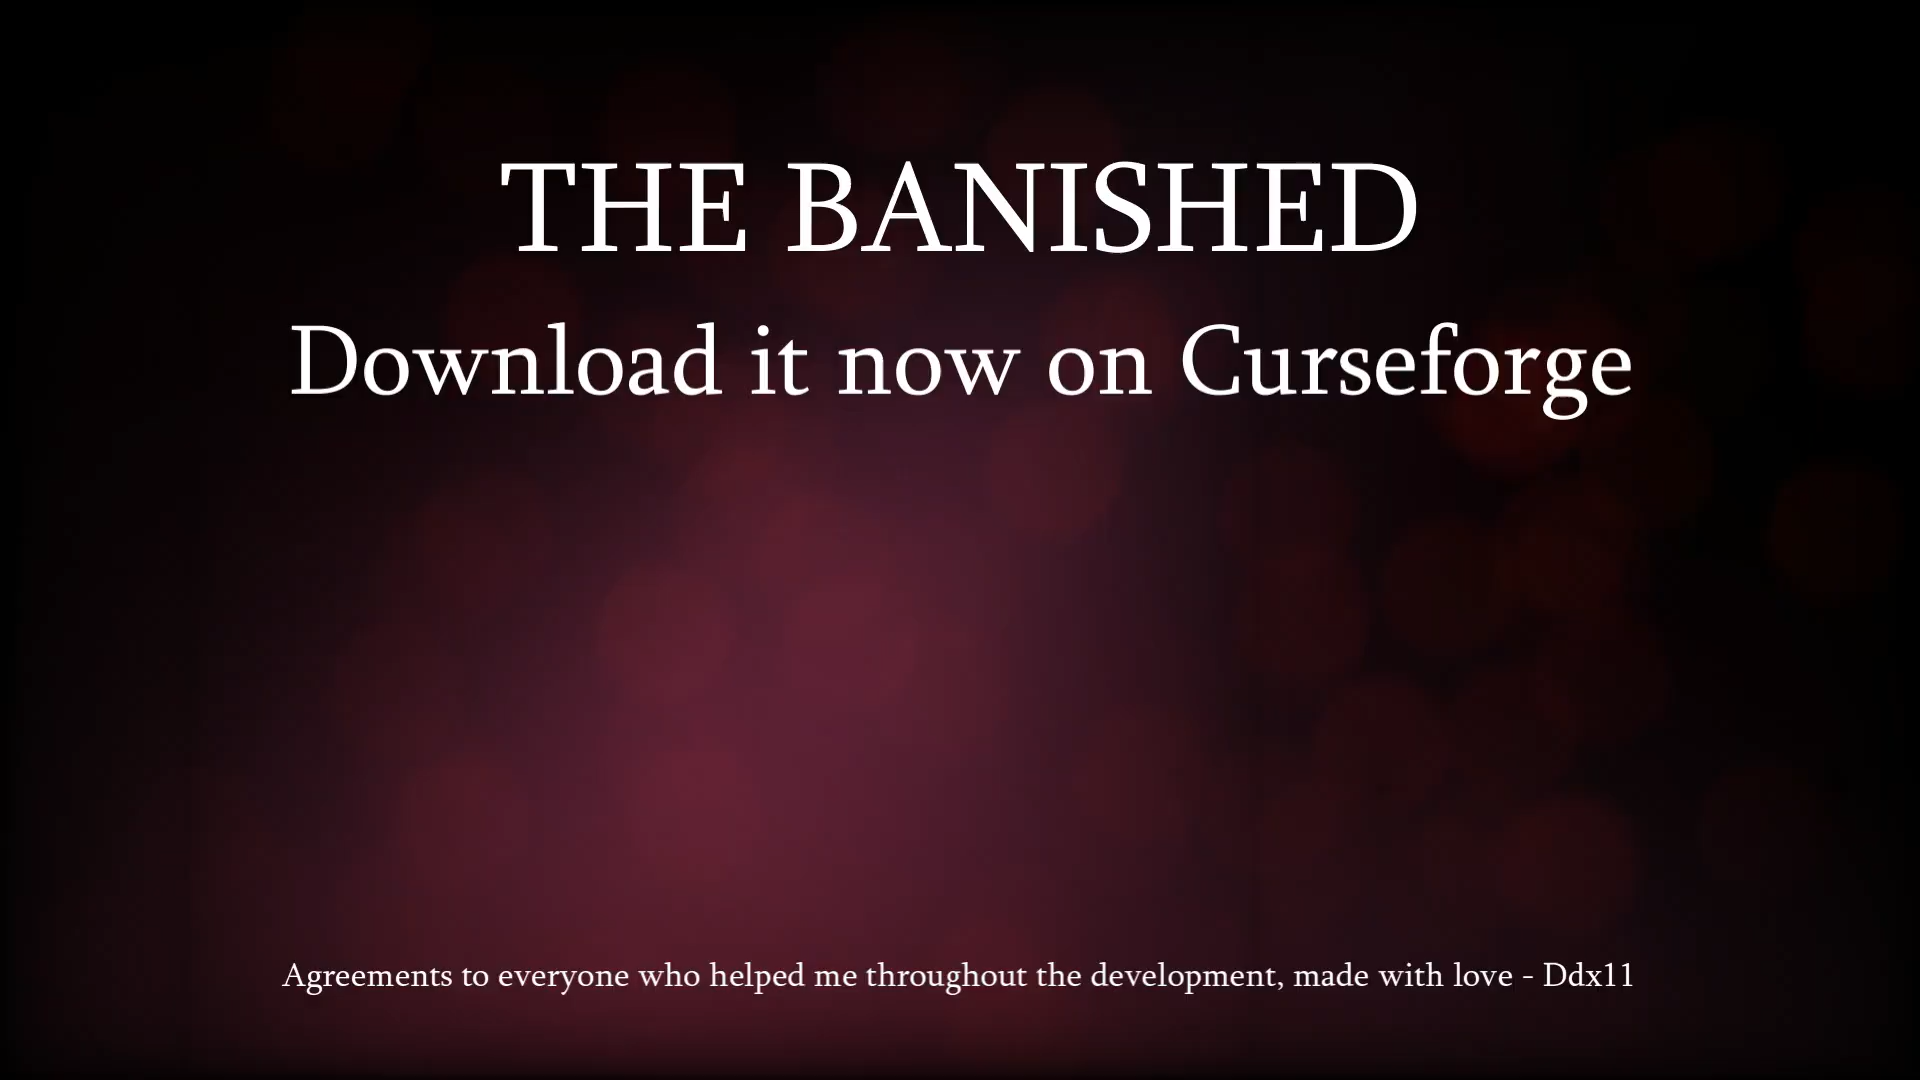 THE BANISHED
Download it now on Curseforge
Agreements to everyone who helped me throughout the development, made with love - Ddx11